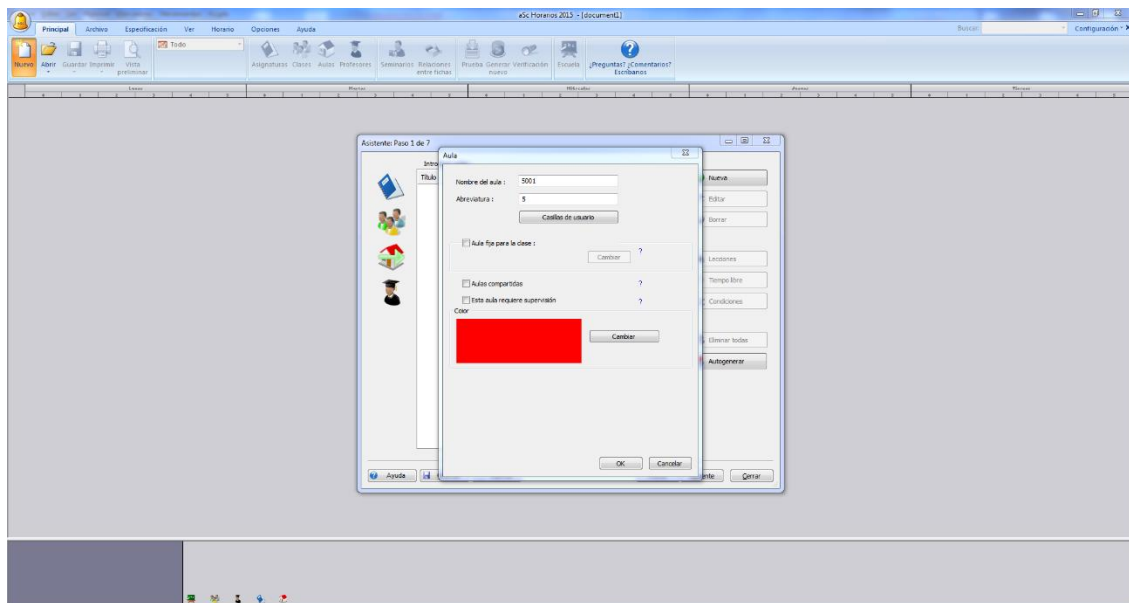 aSc Horarios 2015 - [document1]
Principal Archivo Especificación Ver Horario Opciones Ayuda
Buscar:
Configuración
Todo
Nuevo Abrir Guardar Imprimir Vista preliminar
Asignaturas Clases Aulas Profesores Seminarios Relaciones entre fichas
Prueba Generar nuevo Verificación Escuela ¿Preguntas? ¿Comentarios? Escríbanos
Asistente: Paso 1 de 7
Intro
Título
Aula
Nombre del aula : 5001
Abreviatura : 5
Casillas de usuario
Aula fija para la clase :
Cambiar ?
Aulas compartidas ?
Esta aula requiere supervisión ?
Color
Cambiar
OK Cancelar
Nueva
Editar
Borrar
Lecciones
Tiempo libre
Condiciones
Eliminar todas
Autogenerar
Ayuda
ente Cerrar